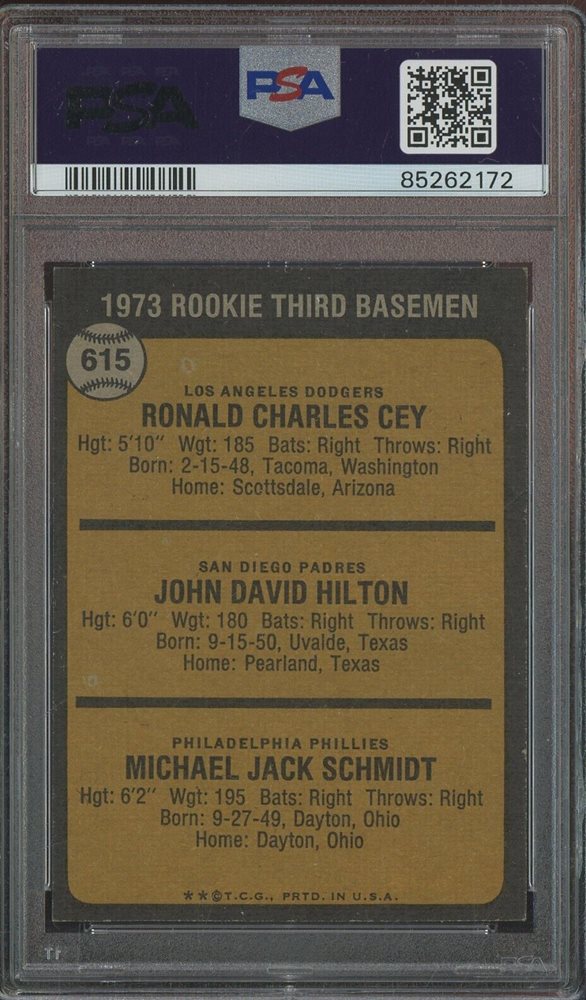 PSA
PSA
85262172
1973 ROOKIE THIRD BASEMEN
615
LOS ANGELES DODGERS
RONALD CHARLES CEY
Hgt: 5'10" Wgt: 185 Bats: Right Throws: Right
Born: 2-15-48, Tacoma, Washington
Home: Scottsdale, Arizona
SAN DIEGO PADRES
JOHN DAVID HILTON
Hgt: 6'0" Wgt: 180 Bats: Right Throws: Right
Born: 9-15-50, Uvalde, Texas
Home: Pearland, Texas
PHILADELPHIA PHILLIES
MICHAEL JACK SCHMIDT
Hgt: 6'2" Wgt: 195 Bats: Right Throws: Right
Born: 9-27-49, Dayton, Ohio
Home: Dayton, Ohio
**©T.C.G., PRTD. IN U.S.A.
PSA